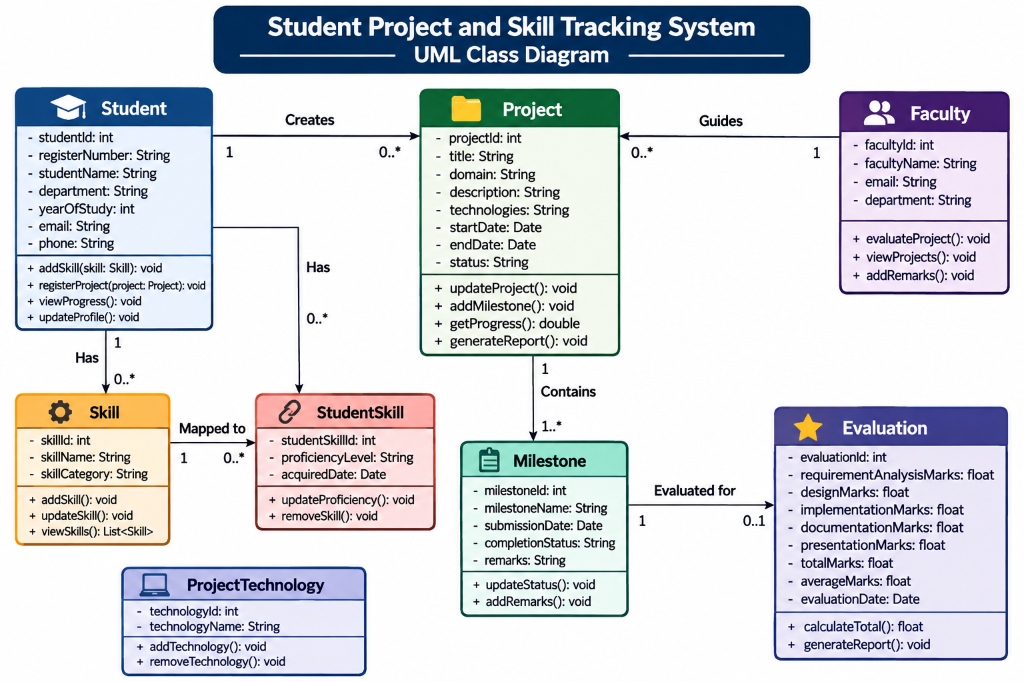 Student Project and Skill Tracking System
UML Class Diagram
Student
- studentId: int
- registerNumber: String
- studentName: String
- department: String
- yearOfStudy: int
- email: String
- phone: String
+ addSkill(skill: Skill): void
+ registerProject(project: Project): void
+ viewProgress(): void
+ updateProfile(): void
Creates
1
0..*
Project
- projectId: int
- title: String
- domain: String
- description: String
- technologies: String
- startDate: Date
- endDate: Date
- status: String
+ updateProject(): void
+ addMilestone(): void
+ getProgress(): double
+ generateReport(): void
Guides
0..*
1
Faculty
- facultyId: int
- facultyName: String
- email: String
- department: String
+ evaluateProject(): void
+ viewProjects(): void
+ addRemarks(): void
Has
0..*
Has
1
0..*
Skill
- skillId: int
- skillName: String
- skillCategory: String
+ addSkill(): void
+ updateSkill(): void
+ viewSkills(): List<Skill>
Mapped to
1
0..*
StudentSkill
- studentSkillId: int
- proficiencyLevel: String
- acquiredDate: Date
+ updateProficiency(): void
+ removeSkill(): void
1
Contains
1..*
Milestone
- milestoneId: int
- milestoneName: String
- submissionDate: Date
- completionStatus: String
- remarks: String
+ updateStatus(): void
+ addRemarks(): void
Evaluated for
1
0..1
Evaluation
- evaluationId: int
- requirementAnalysisMarks: float
- designMarks: float
- implementationMarks: float
- documentationMarks: float
- presentationMarks: float
- totalMarks: float
- averageMarks: float
- evaluationDate: Date
+ calculateTotal(): float
+ generateReport(): void
ProjectTechnology
- technologyId: int
- technologyName: String
+ addTechnology(): void
+ removeTechnology(): void